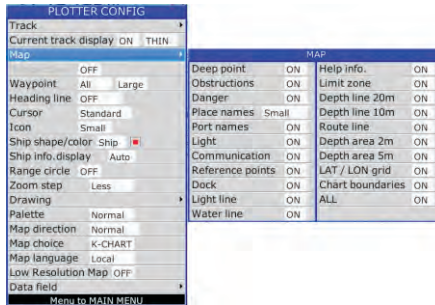 PLOTTER CONFIG
Track
Current track display ON THIN
Map
OFF
Waypoint All Large
Heading line OFF
Cursor Standard
Icon Small
Ship shape/color Ship
Ship info.display Auto
Range circle OFF
Zoom step Less
Drawing
Palette Normal
Map direction Normal
Map choice K-CHART
Map language Local
Low Resolution Map OFF
Data field
Menu to MAIN MENU
MAP
Deep point ON
Obstructions ON
Danger ON
Place names Small
Port names ON
Light ON
Communication ON
Reference points ON
Dock ON
Light line ON
Water line ON
Help info. ON
Limit zone ON
Depth line 20m ON
Depth line 10m ON
Route line ON
Depth area 2m ON
Depth area 5m ON
LAT / LON grid ON
Chart boundaries ON
ALL ON